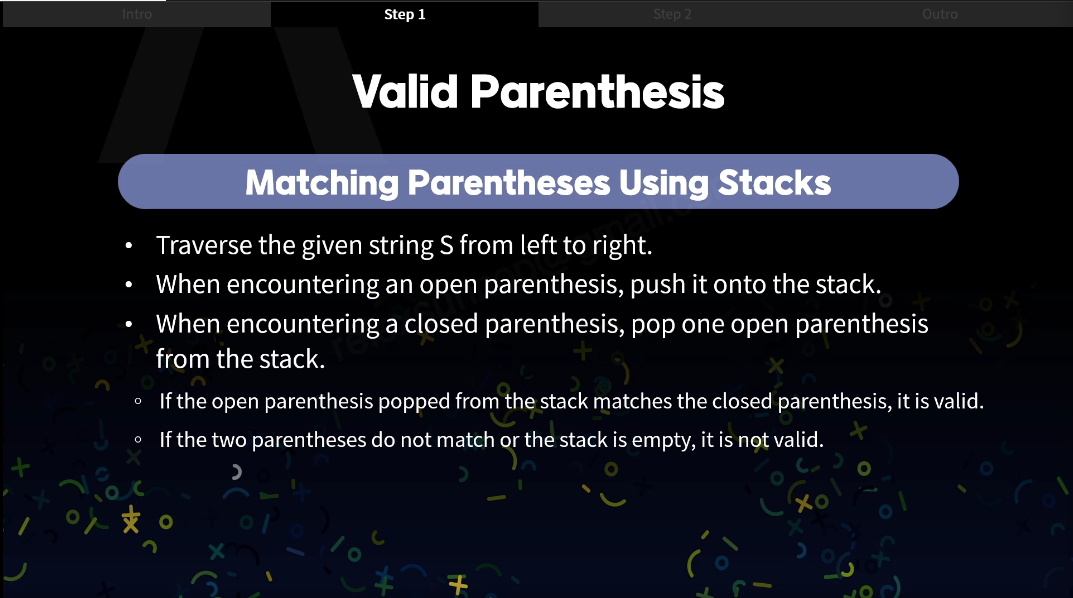 Intro
Step 1
Step 2
Outro
Valid Parenthesis
Matching Parentheses Using Stacks
• Traverse the given string S from left to right.
• When encountering an open parenthesis, push it onto the stack.
• When encountering a closed parenthesis, pop one open parenthesis
from the stack.
◦ If the open parenthesis popped from the stack matches the closed parenthesis, it is valid.
◦ If the two parentheses do not match or the stack is empty, it is not valid.